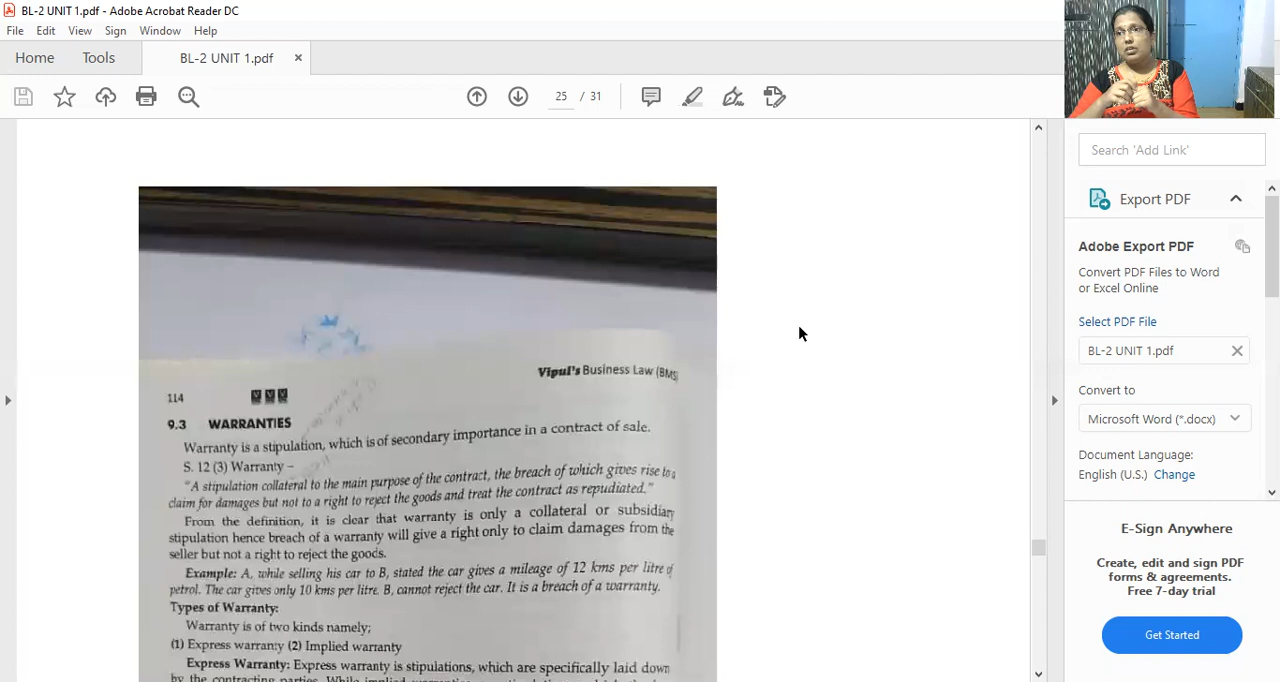 BL-2 UNIT 1.pdf - Adobe Acrobat Reader DC
File Edit View Sign Window Help
Home Tools BL-2 UNIT 1.pdf ×
25 / 31
Search 'Add Link'
Export PDF
Adobe Export PDF
Convert PDF Files to Word
or Excel Online
Select PDF File
BL-2 UNIT 1.pdf
Convert to
Microsoft Word (*.docx)
Document Language:
English (U.S.) Change
E-Sign Anywhere
Create, edit and sign PDF
forms & agreements.
Free 7-day trial
Get Started
Vipul's Business Law (BMS)
114
9.3 WARRANTIES
Warranty is a stipulation, which is of secondary importance in a contract of sale.
S. 12 (3) Warranty –
"A stipulation collateral to the main purpose of the contract, the breach of which gives rise to a
claim for damages but not to a right to reject the goods and treat the contract as repudiated."
From the definition, it is clear that warranty is only a collateral or subsidiary
stipulation hence breach of a warranty will give a right only to claim damages from the
seller but not a right to reject the goods.
Example: A, while selling his car to B, stated the car gives a mileage of 12 kms per litre of
petrol. The car gives only 10 kms per litre. B, cannot reject the car. It is a breach of a warranty.
Types of Warranty:
Warranty is of two kinds namely;
(1) Express warranty (2) Implied warranty
Express Warranty: Express warranty is stipulations, which are specifically laid down
by the contracting parties. While implied